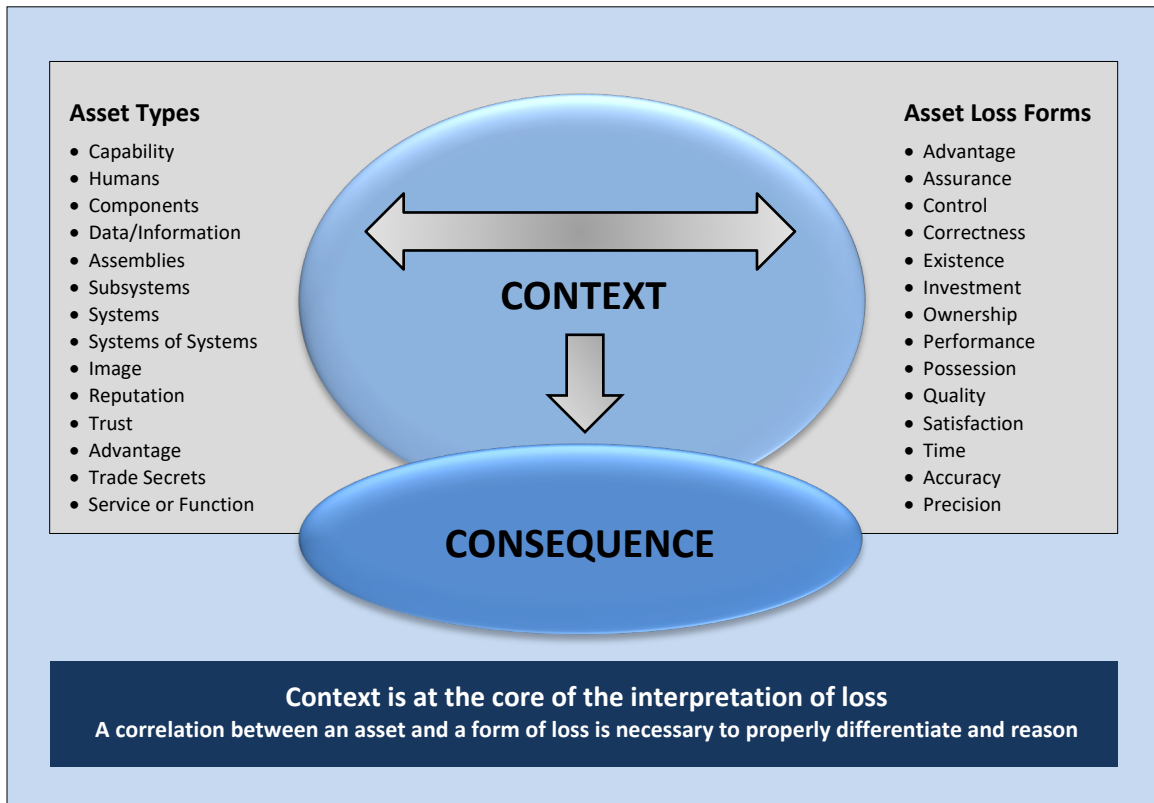 Asset Types
• Capability
• Humans
• Components
• Data/Information
• Assemblies
• Subsystems
• Systems
• Systems of Systems
• Image
• Reputation
• Trust
• Advantage
• Trade Secrets
• Service or Function
CONTEXT
CONSEQUENCE
Asset Loss Forms
• Advantage
• Assurance
• Control
• Correctness
• Existence
• Investment
• Ownership
• Performance
• Possession
• Quality
• Satisfaction
• Time
• Accuracy
• Precision
Context is at the core of the interpretation of loss
A correlation between an asset and a form of loss is necessary to properly differentiate and reason